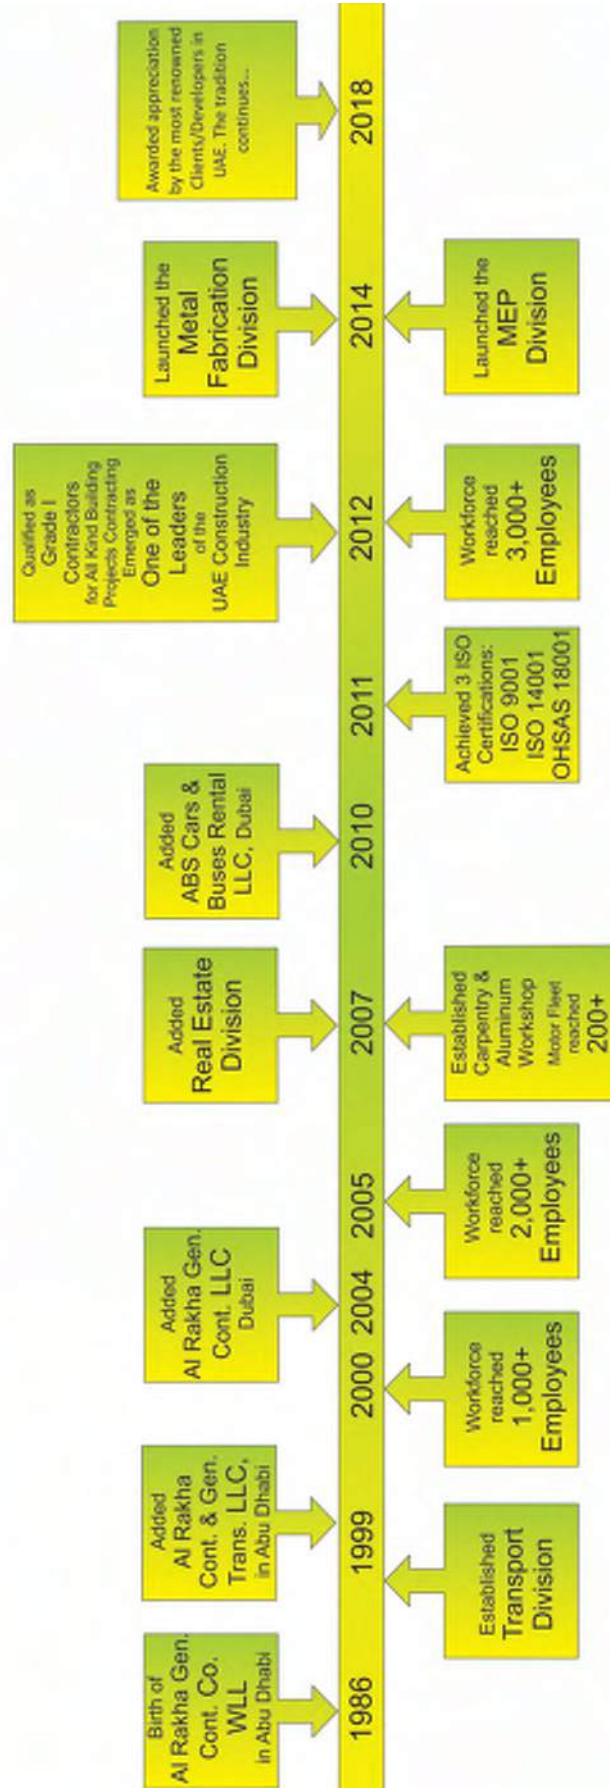 Birth of
Al Rakha Gen.
Cont. Co.
WLL
in Abu Dhabi
Added
Al Rakha
Cont. & Gen.
Trans. LLC,
in Abu Dhabi
Added
Al Rakha Gen.
Cont. LLC
Dubai
Added
Real Estate
Division
Added
ABS Cars &
Buses Rental
LLC, Dubai
Qualified as
Grade I
Contractors
for All Kind Building
Projects Contracting
Emerged as
One of the
Leaders
of the
UAE Construction
Industry
Launched the
Metal
Fabrication
Division
Awarded appreciation
by the most renowned
Clients/Developers in
UAE. The tradition
continues...
1986 1999 2000 2004 2005 2007 2010 2011 2012 2014 2018
Established
Transport
Division
Workforce
reached
1,000+
Employees
Workforce
reached
2,000+
Employees
Established
Carpentry &
Aluminum
Workshop
Motor Fleet
reached
200+
Achieved 3 ISO
Certifications:
ISO 9001
ISO 14001
OHSAS 18001
Workforce
reached
3,000+
Employees
Launched the
MEP
Division